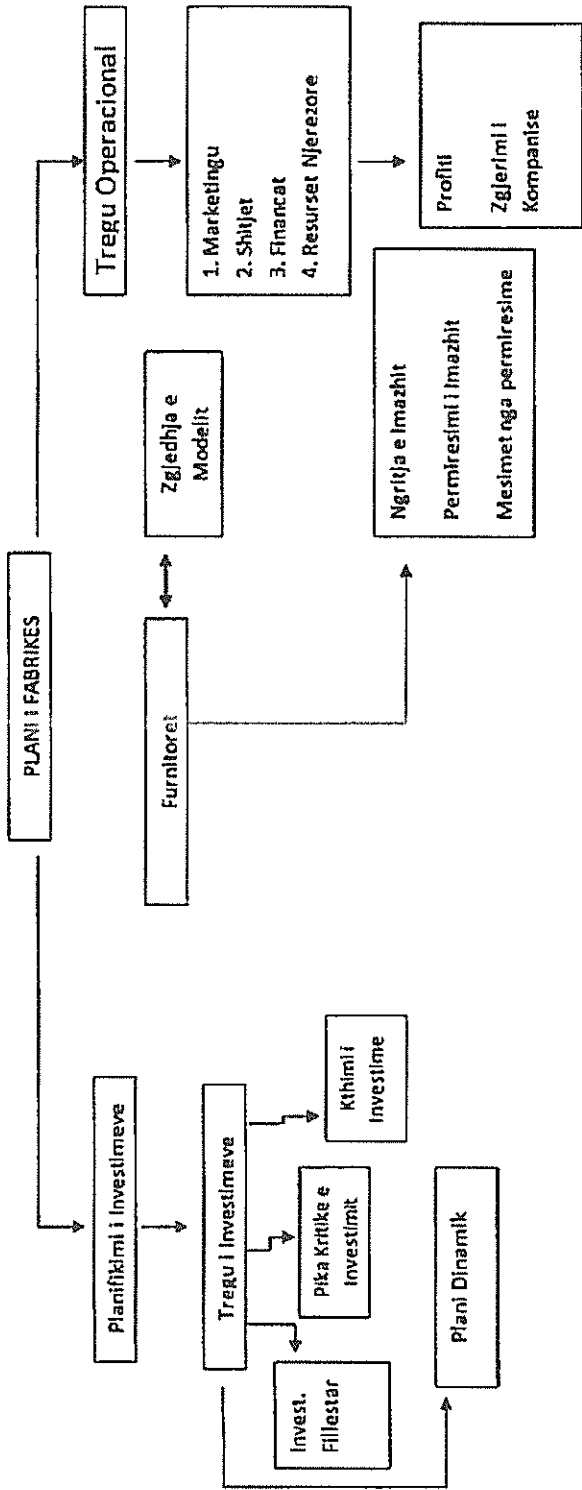 PLANI I FABRIKES
Planifikimi i Investimeve
Tregu i Investimeve
Invest.
Fillestar
Pika Kritike e
Investimit
Kthimi i
Investime
Plani Dinamik
Furnitoret
Zgjedhja e
Modelit
Ngritja e Imazhit
Permiresimi i Imazhit
Mesimet nga permiresime
Tregu Operacional
1. Marketingu
2. Shitjet
3. Financat
4. Resurset Njerezore
Profiti
Zgjerimi i
Kompanise